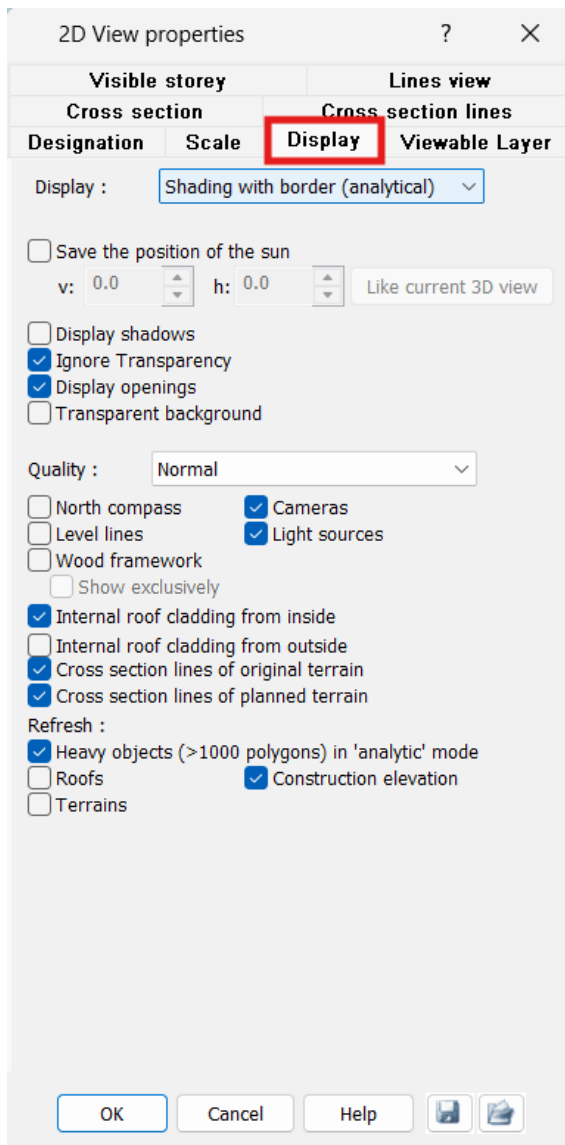 2D View properties ?
Visible storey Lines view
Cross section Cross section lines
Designation Scale Display Viewable Layer
Display : Shading with border (analytical)
Save the position of the sun
v: 0.0 h: 0.0 Like current 3D view
Display shadows
Ignore Transparency
Display openings
Transparent background
Quality : Normal
North compass Cameras
Level lines Light sources
Wood framework
Show exclusively
Internal roof cladding from inside
Internal roof cladding from outside
Cross section lines of original terrain
Cross section lines of planned terrain
Refresh :
Heavy objects (>1000 polygons) in 'analytic' mode
Roofs Construction elevation
Terrains
OK Cancel Help